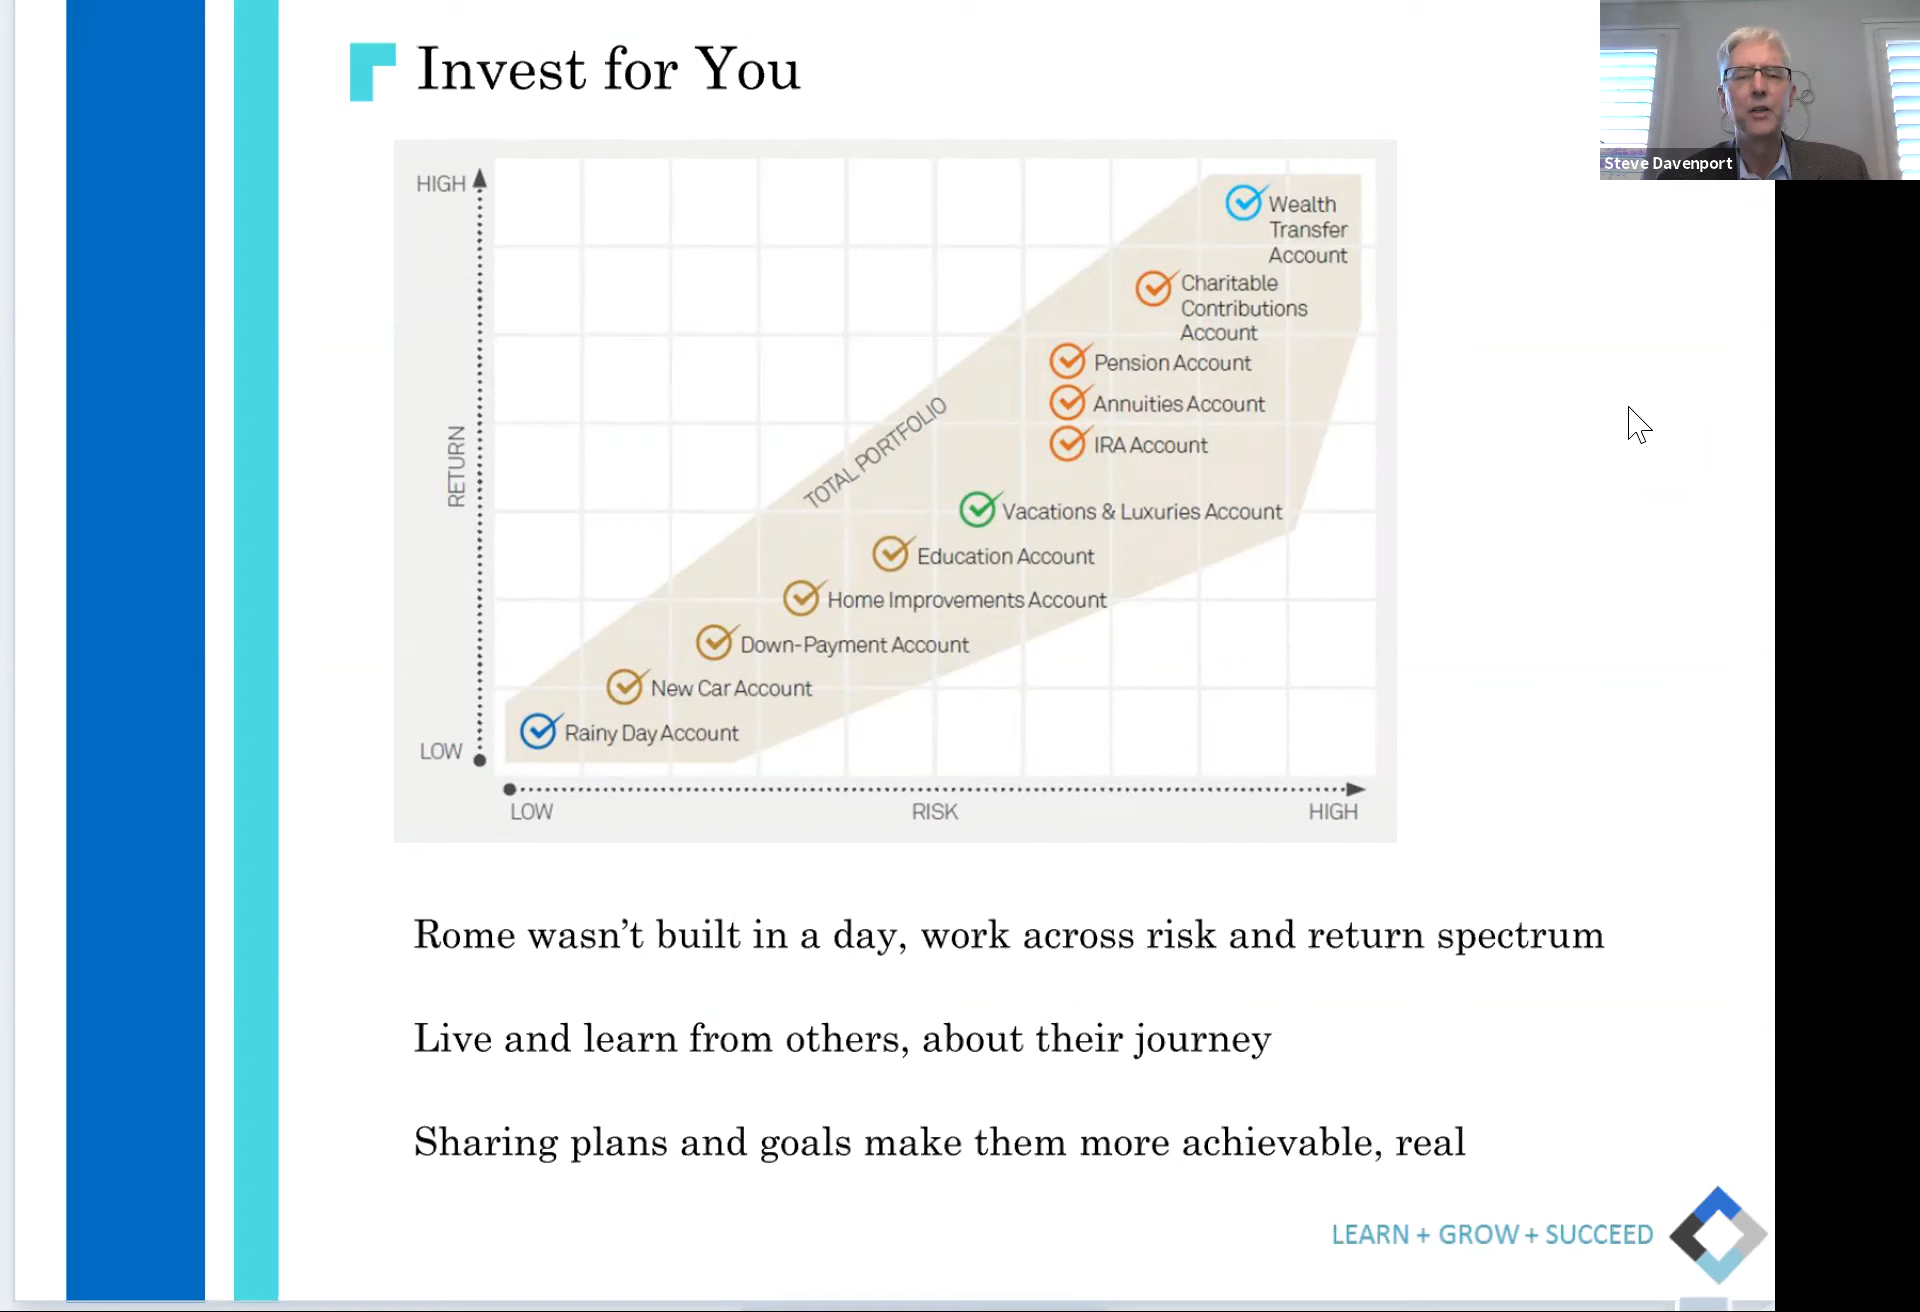 Invest for You
Steve Davenport
HIGH
RETURN
LOW
TOTAL PORTFOLIO
Wealth
Transfer
Account
Charitable
Contributions
Account
Pension Account
Annuities Account
IRA Account
Vacations & Luxuries Account
Education Account
Home Improvements Account
Down-Payment Account
New Car Account
Rainy Day Account
LOW
RISK
HIGH
Rome wasn’t built in a day, work across risk and return spectrum
Live and learn from others, about their journey
Sharing plans and goals make them more achievable, real
LEARN + GROW + SUCCEED